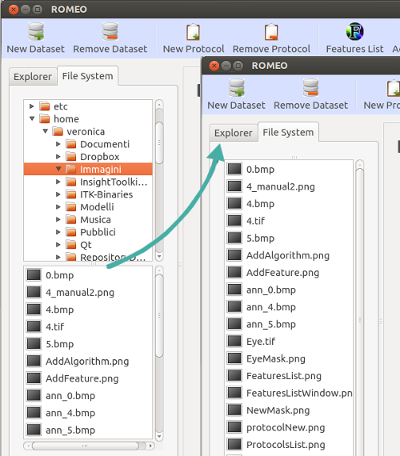 ROMEO
New Dataset Remove Dataset New Protocol Remove Protocol Features List
Explorer File System
etc
home
veronica
Documenti
Dropbox
Immagini
InsightToolki...
ITK-Binaries
Modelli
Musica
Pubblici
Qt
0.bmp
4_manual2.png
4.bmp
4.tif
5.bmp
AddAlgorithm.png
AddFeature.png
ann_0.bmp
ann_4.bmp
ann_5.bmp
ROMEO
New Dataset Remove Dataset New Pro
Explorer File System
0.bmp
4_manual2.png
4.bmp
4.tif
5.bmp
AddAlgorithm.png
AddFeature.png
ann_0.bmp
ann_4.bmp
ann_5.bmp
Eye.tif
EyeMask.png
FeaturesList.png
FeaturesListWindow.png
NewMask.png
protocolNew.png
ProtocolsList.png